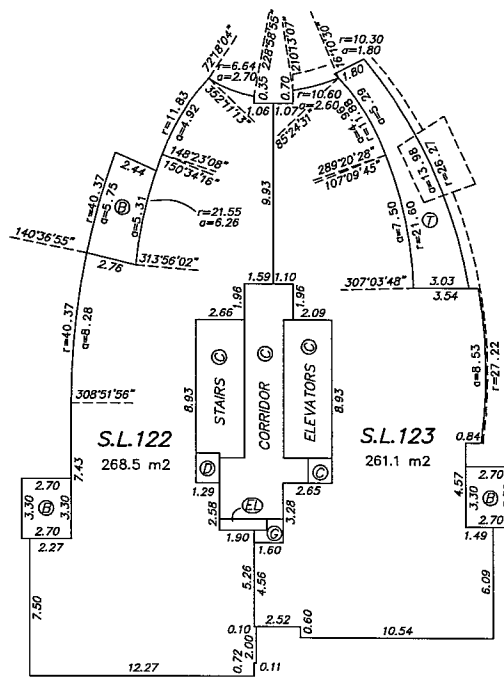 72°18'04"
228°58'55"
210°13'07"
76°10'30"
r=10.30
a=1.80
r=6.64
a=2.70
0.35
0.70
1.80
r=10.60
a=2.60
352°17'13"
1.06
1.07
85°24'31"
r=11.83
a=4.92
a=4.96
r=11.88
a=5.29
r=26.27
a=13.98
148°23'08"
150°34'16"
2.44
289°20'28"
107°09'45"
9.93
r=40.37
a=5.75
B
a=5.31
r=21.55
a=6.26
a=7.50
r=21.60
T
140°36'55"
2.76
313°56'02"
307°03'48"
3.03
3.54
1.59
1.10
1.96
1.96
r=40.37
a=8.28
2.66
2.09
a=8.53
r=27.22
308°51'56"
8.93
STAIRS C
CORRIDOR C
ELEVATORS C
8.93
S.L.122
268.5 m2
S.L.123
261.1 m2
0.84
7.43
D
C
1.29
2.65
2.70
3.30
B
3.30
2.70
2.27
2.58
EL
3.28
G
1.90
1.60
4.57
2.70
3.30
B
2.70
1.49
7.50
5.26
4.56
6.09
0.10
2.52
0.60
10.54
2.00
0.72
0.11
12.27